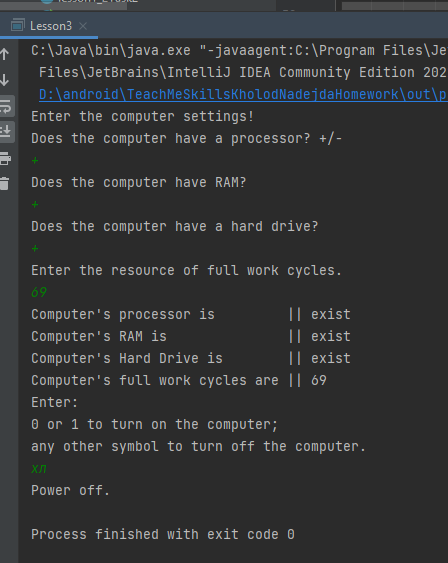 Lesson3
C:\Java\bin\java.exe "-javaagent:C:\Program Files\Jet
Files\JetBrains\IntelliJ IDEA Community Edition 202
D:\android\TeachMeSkillsKholodNadejdaHomework\out\p
Enter the computer settings!
Does the computer have a processor? +/-
+
Does the computer have RAM?
+
Does the computer have a hard drive?
+
Enter the resource of full work cycles.
69
Computer's processor is || exist
Computer's RAM is || exist
Computer's Hard Drive is || exist
Computer's full work cycles are || 69
Enter:
0 or 1 to turn on the computer;
any other symbol to turn off the computer.
хл
Power off.
Process finished with exit code 0